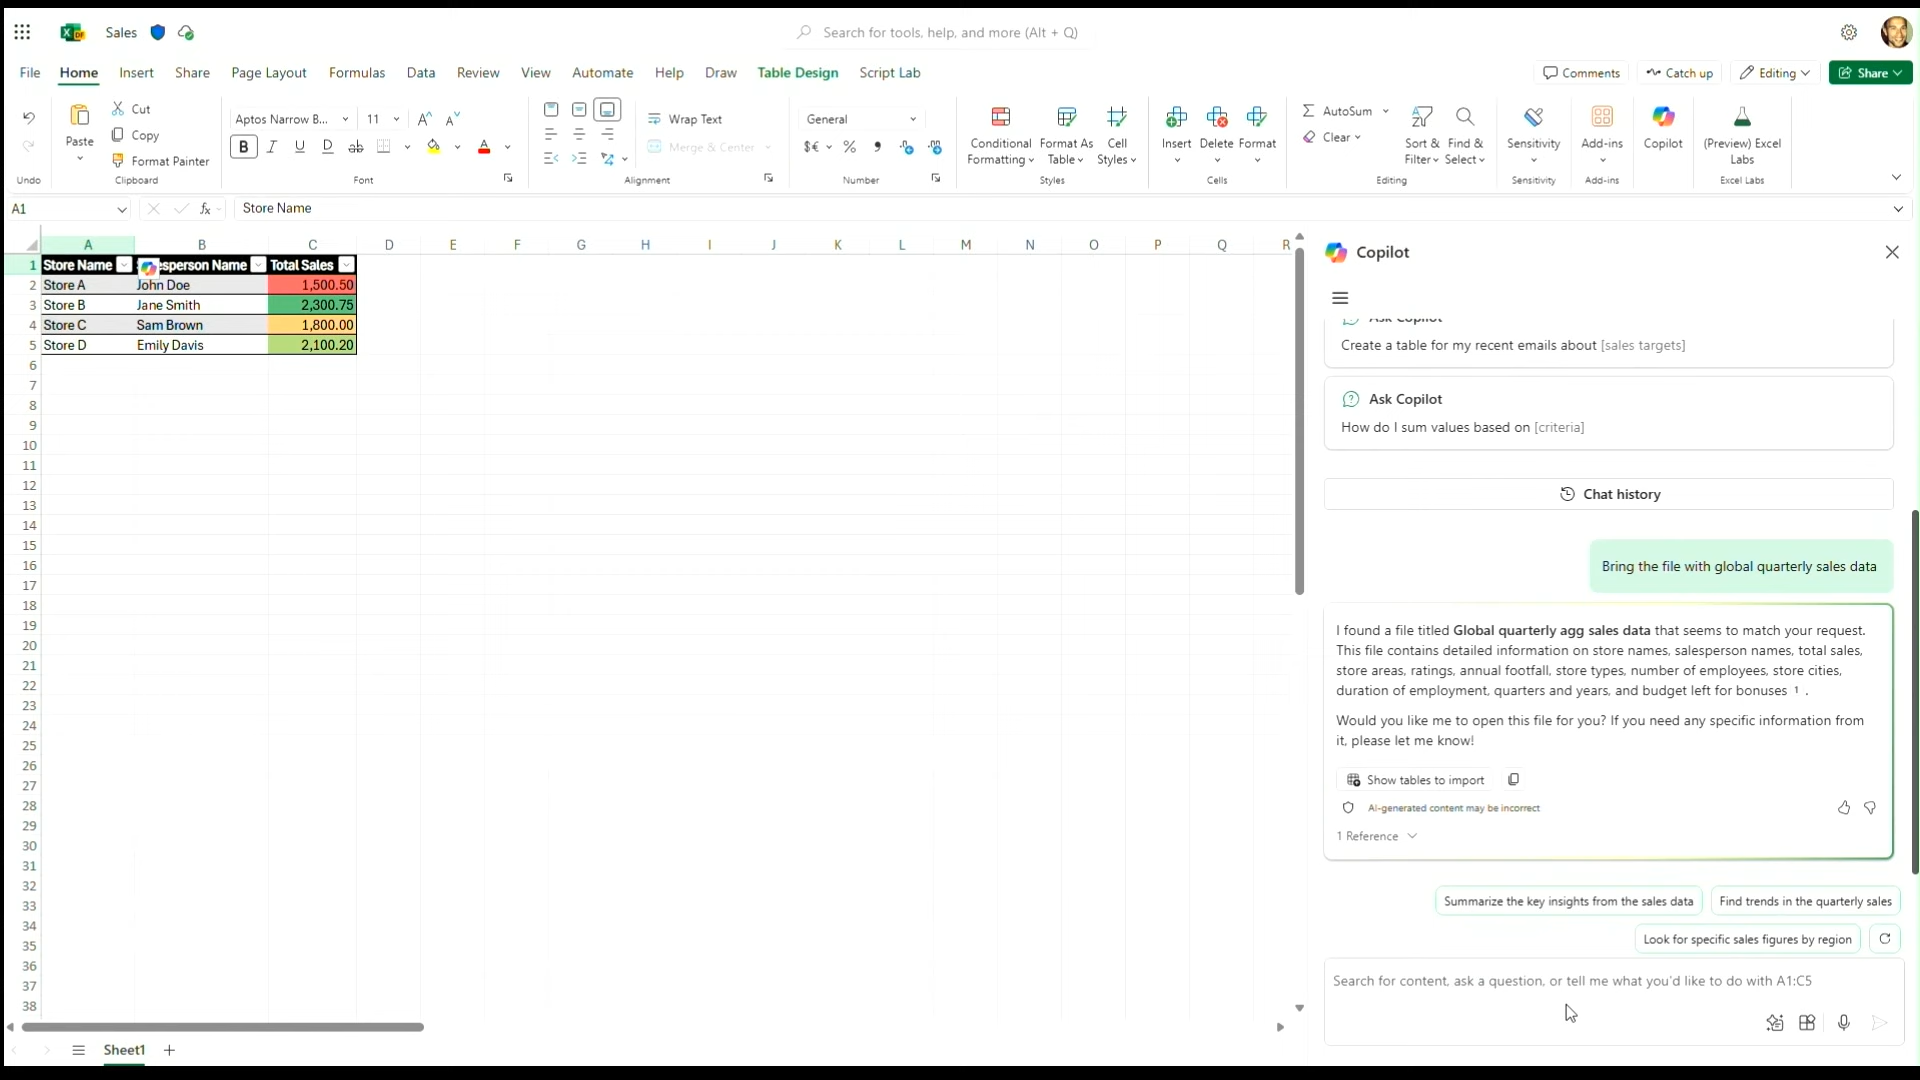 Sales
Search for tools, help, and more (Alt + Q)
File Home Insert Share Page Layout Formulas Data Review View Automate Help Draw Table Design Script Lab
Comments Catch up Editing Share
Paste Cut
Copy
Format Painter
Aptos Narrow B... 11
Wrap Text
Merge & Center
General
Conditional Formatting Format As Table Cell Styles
Insert Delete Format
AutoSum
Clear
Sort & Filter Find & Select
Sensitivity Add-ins Copilot (Preview) Excel Labs
Undo Clipboard Font Alignment Number Styles Cells Editing Sensitivity Add-ins Excel Labs
A1 fx Store Name
A B C D E F G H I J K L M N O P Q R
1 Store Name esperson Name Total Sales
2 Store A John Doe 1,500.50
3 Store B Jane Smith 2,300.75
4 Store C Sam Brown 1,800.00
5 Store D Emily Davis 2,100.20
6
7
8
9
10
11
12
13
14
15
16
17
18
19
20
21
22
23
24
25
26
27
28
29
30
31
32
33
34
35
36
37
38
Sheet1
Copilot
Ask Copilot
Create a table for my recent emails about [sales targets]
Ask Copilot
How do I sum values based on [criteria]
Chat history
Bring the file with global quarterly sales data
I found a file titled Global quarterly agg sales data that seems to match your request.
This file contains detailed information on store names, salesperson names, total sales,
store areas, ratings, annual footfall, store types, number of employees, store cities,
duration of employment, quarters and years, and budget left for bonuses 1 .
Would you like me to open this file for you? If you need any specific information from
it, please let me know!
Show tables to import
AI-generated content may be incorrect
1 Reference
Summarize the key insights from the sales data
Find trends in the quarterly sales
Look for specific sales figures by region
Search for content, ask a question, or tell me what you'd like to do with A1:C5